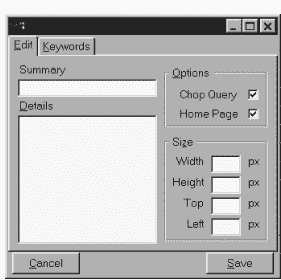 Edit Keywords
Summary
Details
Options
Chop Query
Home Page
Size
Width px
Height px
Top px
Left px
Cancel Save